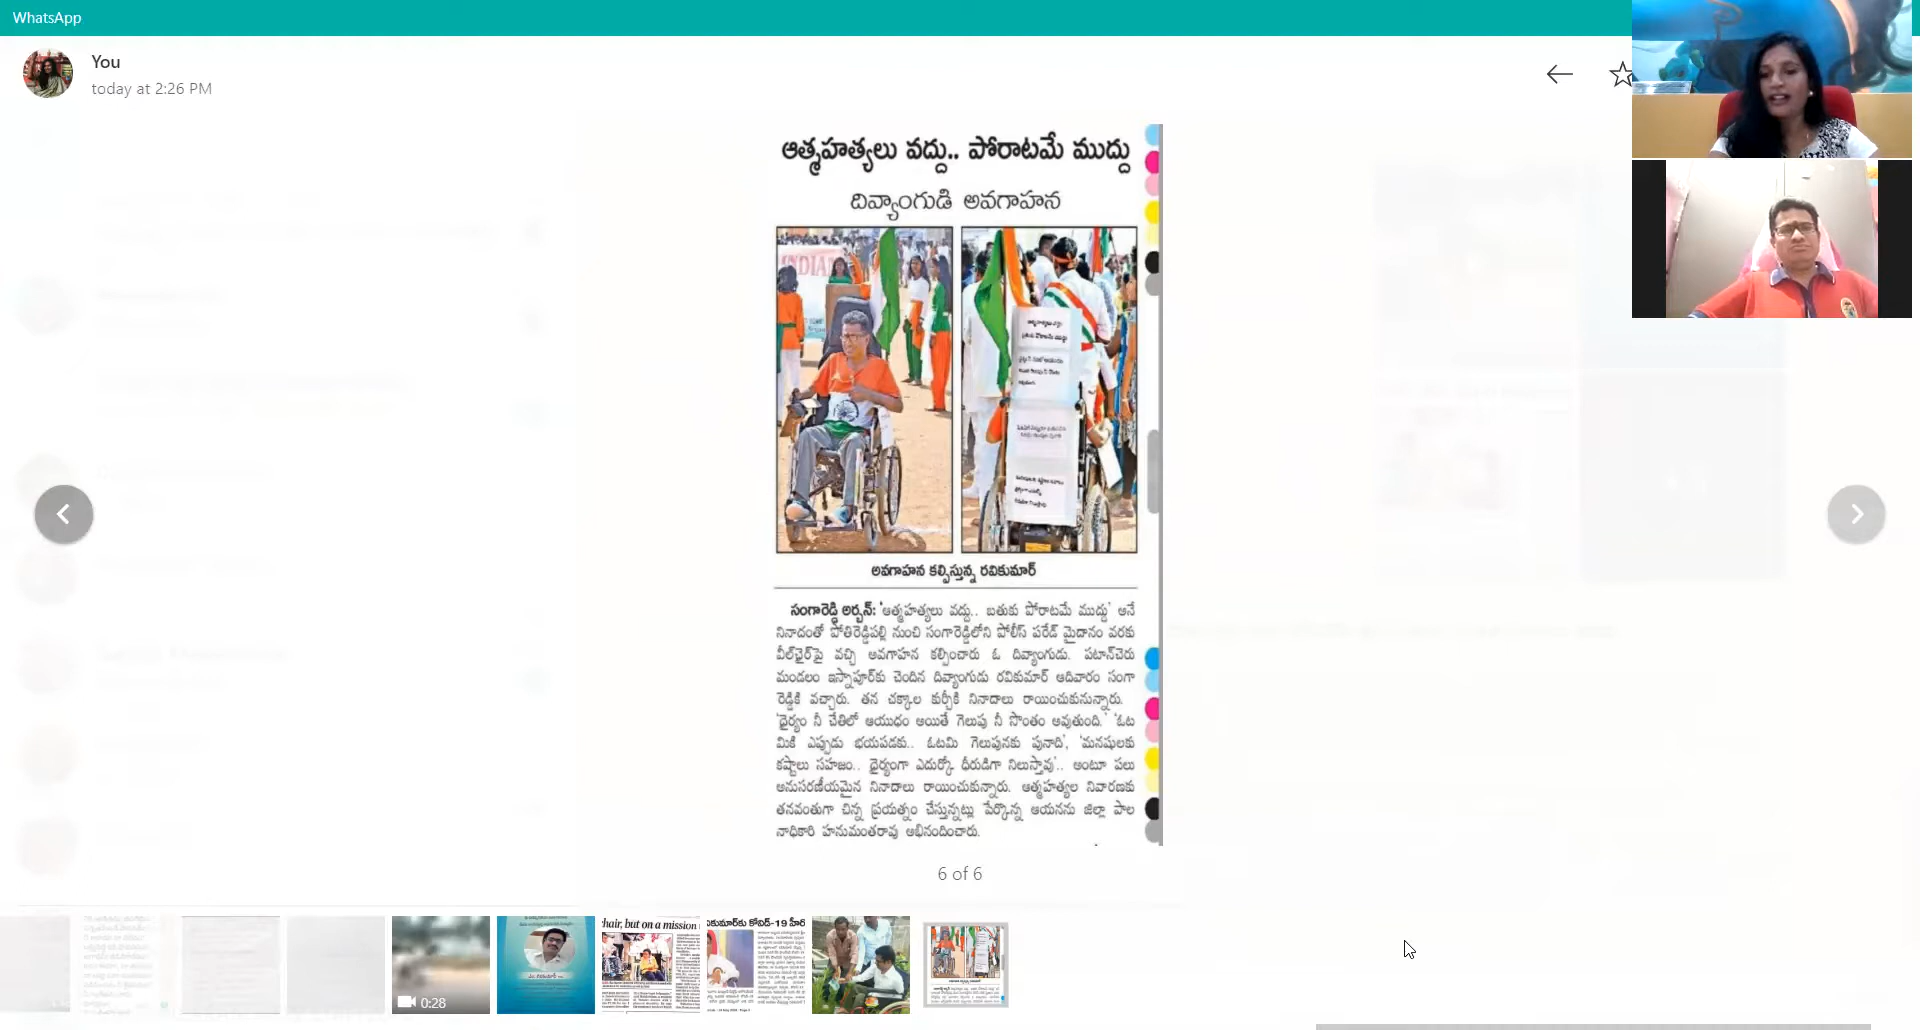 WhatsApp
You
today at 2:26 PM
ఆత్మహత్యలు వద్దు.. పోరాటమే ముద్దు
దివ్యాంగుడి అవగాహన
INDIA
అవగాహన కల్పిస్తున్న రవికుమార్
సంగారెడ్డి అర్బన్: 'ఆత్మహత్యలు వద్దు.. బతుకు పోరాటమే ముద్దు' అనే
నినాదంతో పోతిరెడ్డిపల్లి నుంచి సంగారెడ్డిలోని పోలీస్ పరేడ్ మైదానం వరకు
వీల్‌ఛైర్‌పై వచ్చి అవగాహన కల్పించారు ఓ దివ్యాంగుడు. పటాన్‌చెరు
మండలం ఇస్నాపూర్‌కు చెందిన దివ్యాంగుడు రవికుమార్ ఆదివారం సంగా
రెడ్డికి వచ్చారు. తన చక్రాల కుర్చీకి నినాదాలు రాయించుకునున్నారు.
'ధైర్యం నీ చేతిలో ఆయుధం అయితే గెలుపు నీ సొంతం అవుతుంది.' 'ఓట
మికి ఎప్పుడు భయపడకు.. ఓటమి గెలుపునకు పునాది', 'మనషులకు
కష్టాలు సహజం.. ధైర్యంగా ఎదుర్కో ధీరుడిగా నిలుస్తావు'.. అంటూ పలు
అనుసరణీయమైన నినాదాలు రాయించుకున్నారు. ఆత్మహత్యల నివారణకు
తనవంతుగా చిన్న ప్రయత్నం చేస్తున్నట్లు పేర్కొన్న ఆయనను జిల్లా పాల
నాధికారి హనుమంతరావు అభినందించారు.
6 of 6
0:28
hair, but on a mission
కుమార్‌కు కోవిడ్-19 హీరో